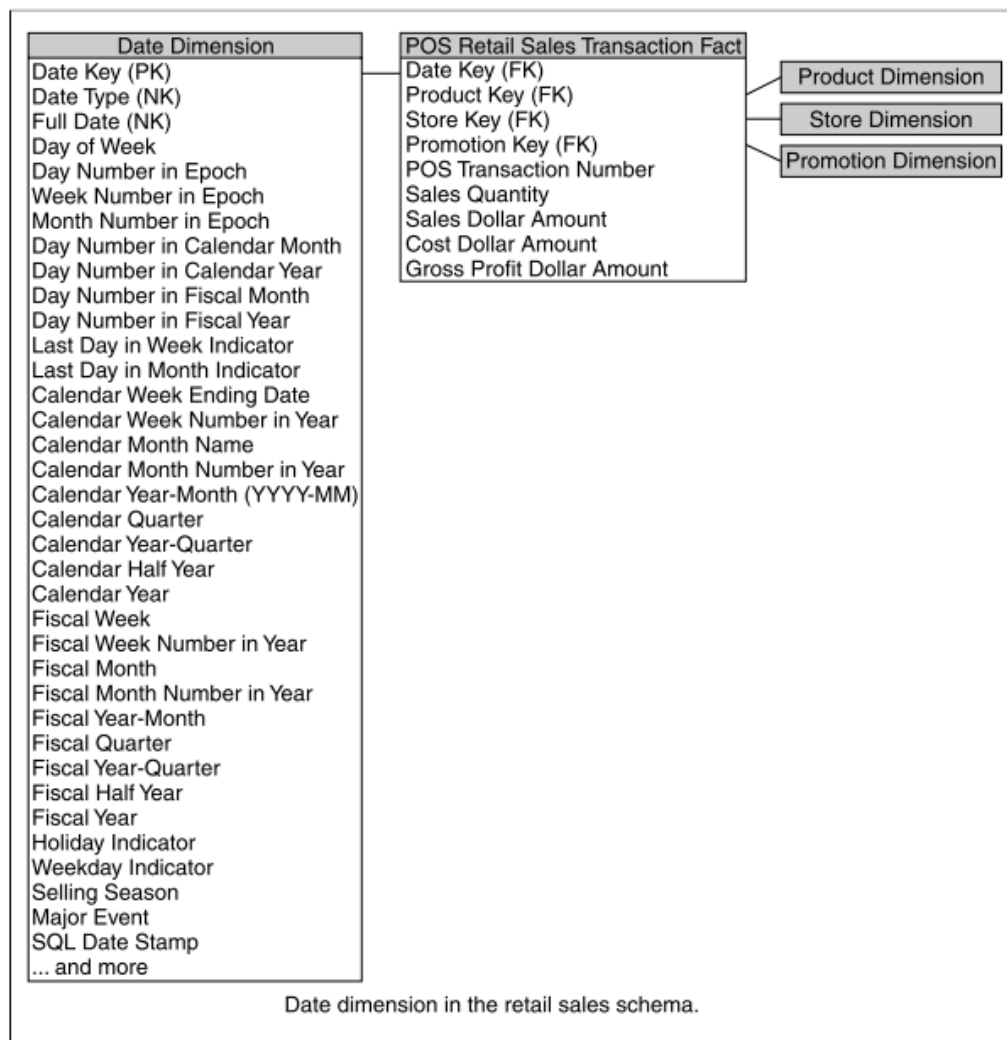 Date Dimension
Date Key (PK)
Date Type (NK)
Full Date (NK)
Day of Week
Day Number in Epoch
Week Number in Epoch
Month Number in Epoch
Day Number in Calendar Month
Day Number in Calendar Year
Day Number in Fiscal Month
Day Number in Fiscal Year
Last Day in Week Indicator
Last Day in Month Indicator
Calendar Week Ending Date
Calendar Week Number in Year
Calendar Month Name
Calendar Month Number in Year
Calendar Year-Month (YYYY-MM)
Calendar Quarter
Calendar Year-Quarter
Calendar Half Year
Calendar Year
Fiscal Week
Fiscal Week Number in Year
Fiscal Month
Fiscal Month Number in Year
Fiscal Year-Month
Fiscal Quarter
Fiscal Year-Quarter
Fiscal Half Year
Fiscal Year
Holiday Indicator
Weekday Indicator
Selling Season
Major Event
SQL Date Stamp
... and more
POS Retail Sales Transaction Fact
Date Key (FK)
Product Key (FK)
Store Key (FK)
Promotion Key (FK)
POS Transaction Number
Sales Quantity
Sales Dollar Amount
Cost Dollar Amount
Gross Profit Dollar Amount
Product Dimension
Store Dimension
Promotion Dimension
Date dimension in the retail sales schema.